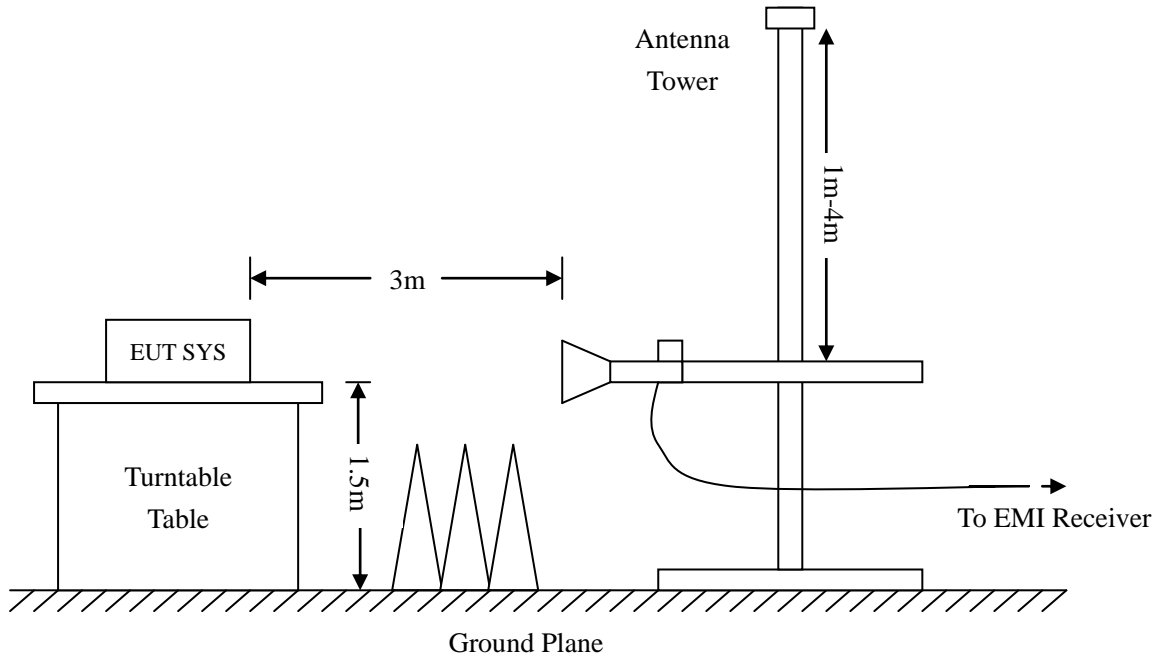 Antenna
Tower
1m-4m
3m
EUT SYS
1.5m
Turntable
Table
To EMI Receiver
Ground Plane